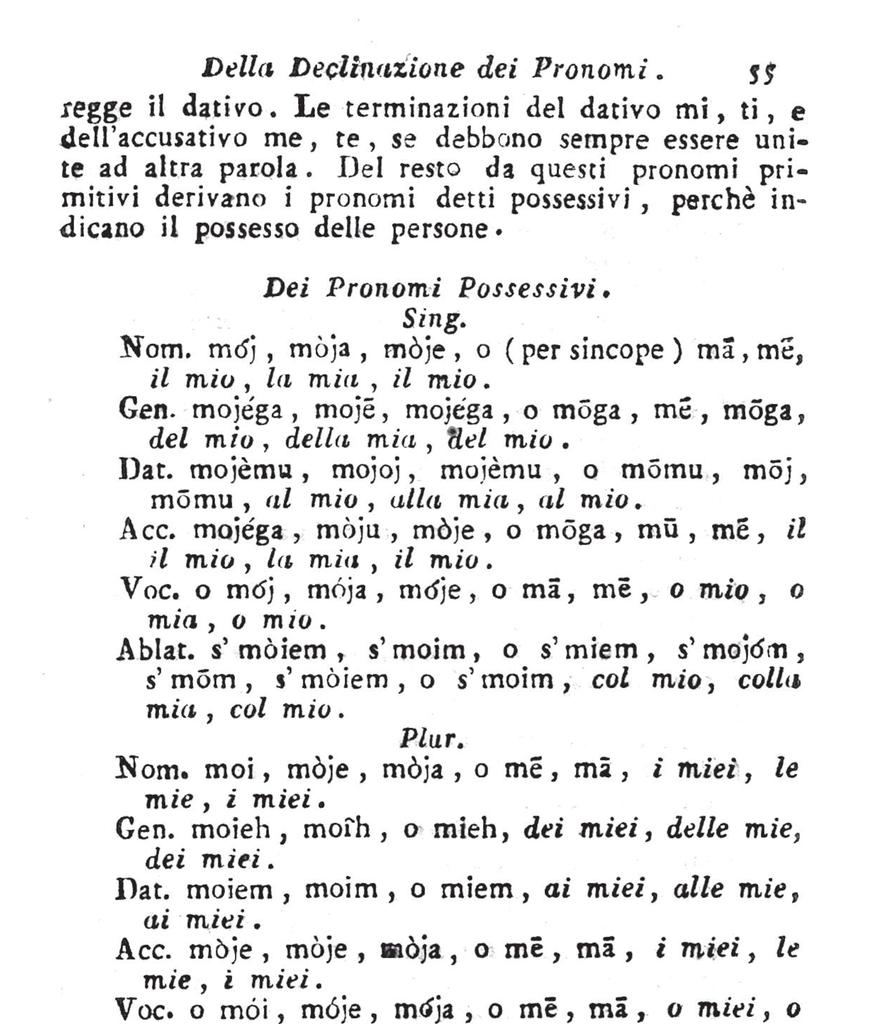 Della Declinazione dei Pronomi. 55
regge il dativo. Le terminazioni del dativo mi, ti, e
dell'accusativo me, te, se debbono sempre essere uni-
te ad altra parola. Del resto da questi pronomi pri-
mitivi derivano i pronomi detti possessivi, perchè in-
dicano il possesso delle persone.
Dei Pronomi Possessivi.
Sing.
Nom. mój, mòja, mòje, o (per sincope) mā, mē,
il mio, la mia, il mio.
Gen. mojéga, mojē, mojéga, o mōga, mē, mōga,
del mio, della mia, del mio.
Dat. mojèmu, mojoj, mojèmu, o mōmu, mōj,
mōmu, al mio, alla mia, al mio.
Acc. mojéga, mòju, mòje, o mōga, mū, mē, il
il mio, la mia, il mio.
Voc. o mój, mója, móje, o mā, mē, o mio, o
mia, o mio.
Ablat. s' mòiem, s' moim, o s' miem, s' mojóm,
s' mōm, s' mòiem, o s' moim, col mio, colla
mia, col mio.
Plur.
Nom. moi, mòje, mòja, o mē, mā, i miei, le
mie, i miei.
Gen. moieh, moîh, o mieh, dei miei, delle mie,
dei miei.
Dat. moiem, moim, o miem, ai miei, alle mie,
ai miei.
Acc. mòje, mòje, mòja, o mē, mā, i miei, le
mie, i miei.
Voc. o mói, móje, mója, o mē, mā, o miei, o